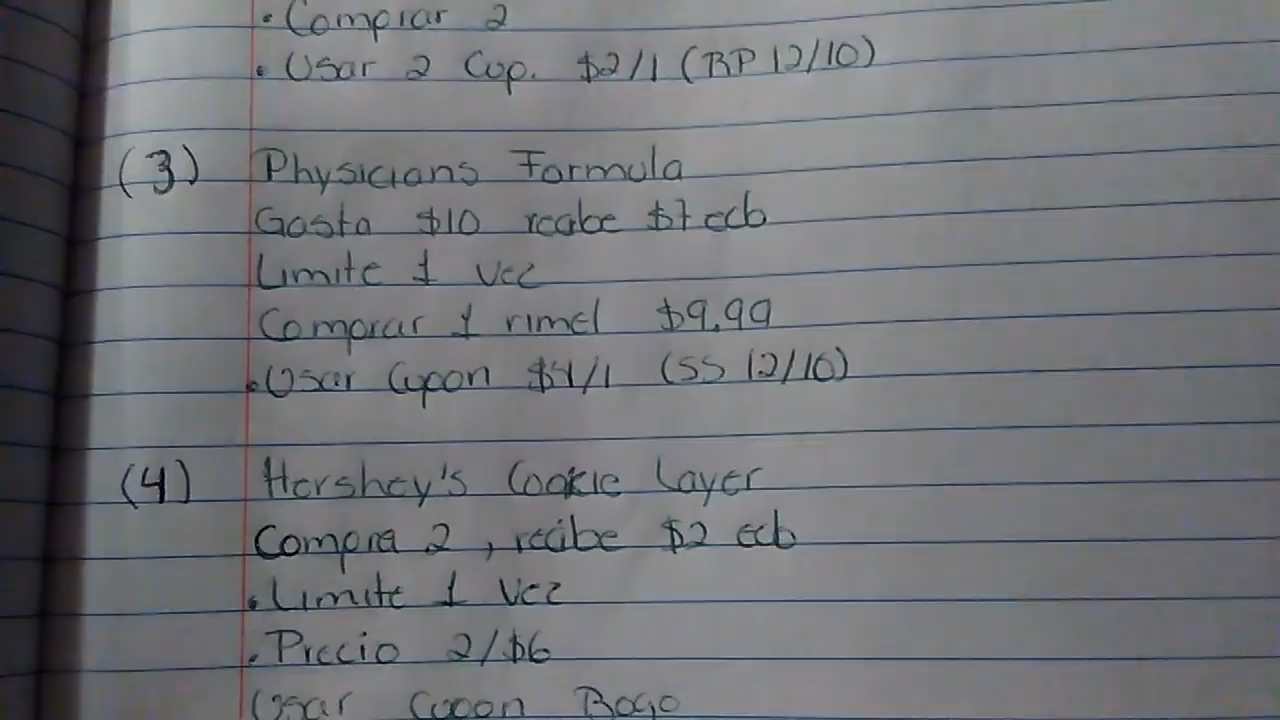 • Comprar 2
• Usar 2 Cup. $2/1 (RP 12/10)
(3) Physicians Formula
Gasta $10 recibe $7 ecb
Limite 1 vez
Comprar 1 rimel $9.99
• Usar Cupon $4/1 (SS 12/10)
(4) Hershey's Cookie Layer
Compra 2, recibe $2 ecb
• Limite 1 Vez
• Precio 2/$6
Usar Cupon Bogo